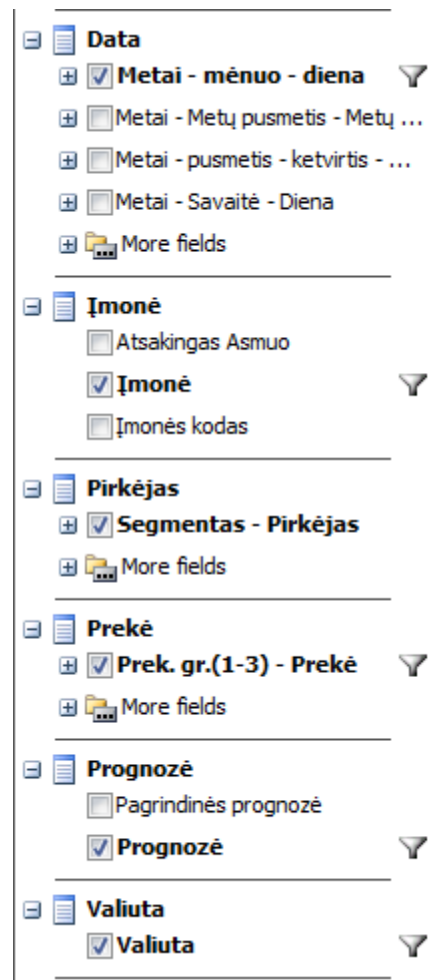 Data
Metai - mėnuo - diena
Metai - Metų pusmetis - Metų ...
Metai - pusmetis - ketvirtis - ...
Metai - Savaitė - Diena
More fields
Įmonė
Atsakingas Asmuo
Įmonė
Įmonės kodas
Pirkėjas
Segmentas - Pirkėjas
More fields
Prekė
Prek. gr.(1-3) - Prekė
More fields
Prognozė
Pagrindinės prognozė
Prognozė
Valiuta
Valiuta